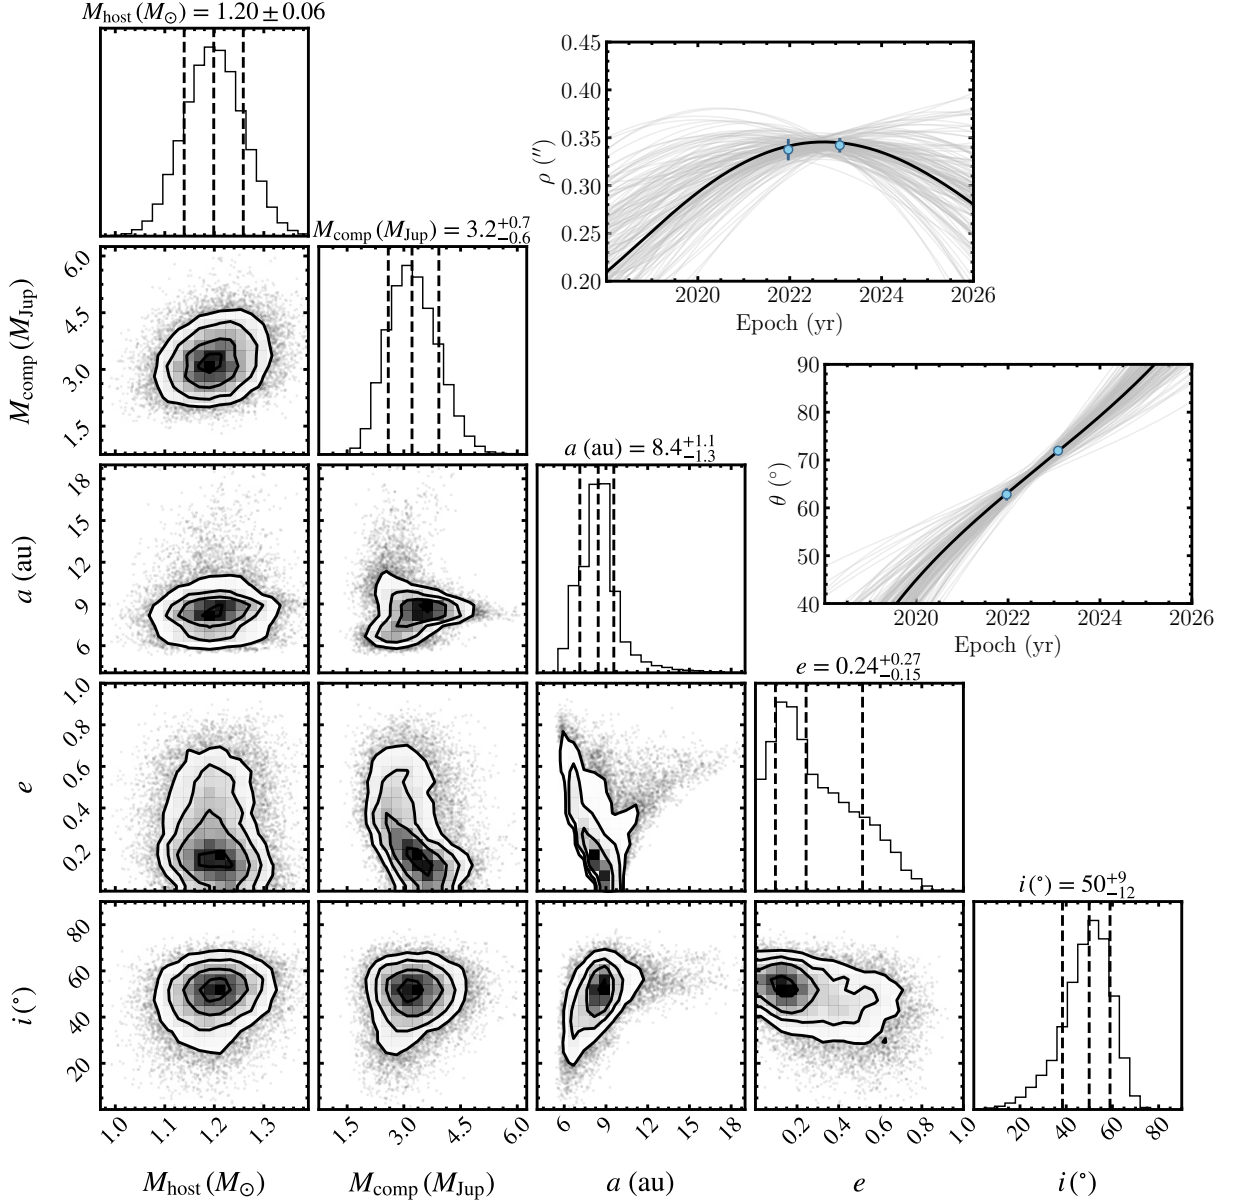 M_host (M_⊙) = 1.20 ± 0.06
0.45
0.40
0.35
0.30
0.25
0.20
ρ (″)
2020 2022 2024 2026
Epoch (yr)
M_comp (M_Jup) = 3.2^{+0.7}_{−0.6}
6.0
4.5
3.0
1.5
M_comp (M_Jup)
90
80
70
60
50
40
θ (°)
2020 2022 2024 2026
Epoch (yr)
a (au) = 8.4^{+1.1}_{−1.3}
18
15
12
9
6
a (au)
e = 0.24^{+0.27}_{−0.15}
1.0
0.8
0.6
0.4
0.2
e
i (°) = 50^{+9}_{−12}
80
60
40
20
i (°)
1.0 1.1 1.2 1.3 1.5 3.0 4.5 6.0 6 9 12 15 18 0.2 0.4 0.6 0.8 1.0 20 40 60 80
M_host (M_⊙) M_comp (M_Jup) a (au) e i (°)